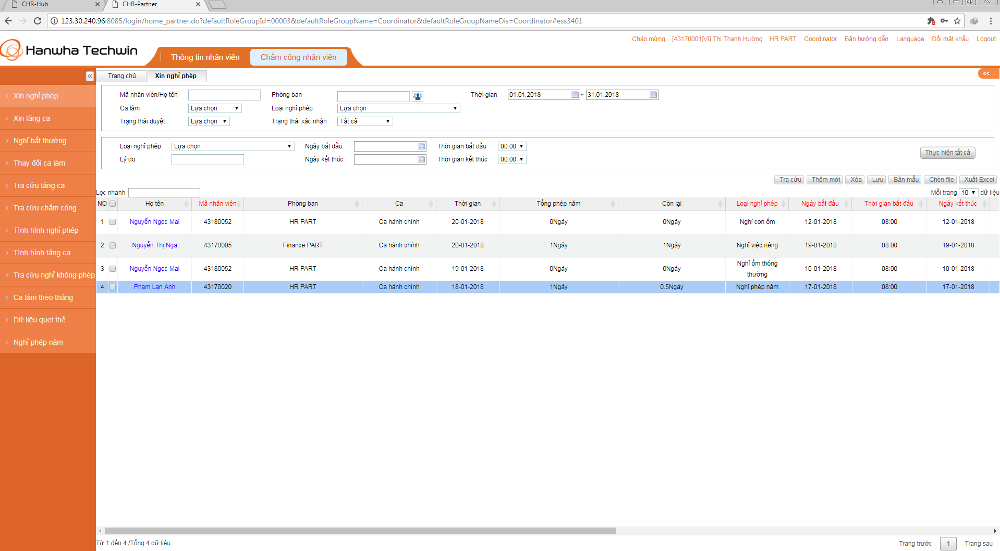 CHR-Hub
CHR-Partner
123.30.240.96:8085/login/home_partner.do?defaultRoleGroupId=00003&defaultRoleGroupName=Coordinator&defaultRoleGroupNameDis=Coordinator#ess3401
Chào mừng [43170001]Vũ Thị Thanh Hường HR PART Coordinator Bản hướng dẫn Language Đổi mật khẩu Logout
Hanwha Techwin
Thông tin nhân viên
Chấm công nhân viên
Trang chủ
Xin nghỉ phép
<<
Xin nghỉ phép
Xin tăng ca
Nghỉ bất thường
Thay đổi ca làm
Tra cứu tăng ca
Tra cứu chấm công
Tình hình nghỉ phép
Tình hình tăng ca
Tra cứu nghỉ không phép
Ca làm theo tháng
Dữ liệu quẹt thẻ
Nghỉ phép năm
Mã nhân viên/Họ tên Phòng ban Thời gian 01.01.2018 ~ 31.01.2018
Ca làm Lựa chọn Loại nghỉ phép Lựa chọn
Trạng thái duyệt Lựa chọn Trạng thái xác nhận Tất cả
Loại nghỉ phép Lựa chọn Ngày bắt đầu Thời gian bắt đầu 00:00
Lý do Ngày kết thúc Thời gian kết thúc 00:00
Thực hiện tất cả
Tra cứu Thêm mới Xóa Lưu Bản mẫu Chèn file Xuất Excel
Lọc nhanh Mỗi trang 10 dữ liệu
NO Họ tên Mã nhân viên Phòng ban Ca Thời gian Tổng phép năm Còn lại Loại nghỉ phép Ngày bắt đầu Thời gian bắt đầu Ngày kết thúc
1 Nguyễn Ngọc Mai 43180052 HR PART Ca hành chính 20-01-2018 0Ngày 0Ngày Nghỉ con ốm 12-01-2018 08:00 12-01-2018
2 Nguyễn Thị Nga 43170005 Finance PART Ca hành chính 20-01-2018 1Ngày 1Ngày Nghỉ việc riêng 19-01-2018 08:00 19-01-2018
3 Nguyễn Ngọc Mai 43180052 HR PART Ca hành chính 19-01-2018 0Ngày 0Ngày Nghỉ ốm thông thường 10-01-2018 08:00 10-01-2018
4 Phạm Lan Anh 43170020 HR PART Ca hành chính 18-01-2018 1Ngày 0.5Ngày Nghỉ phép năm 17-01-2018 08:00 17-01-2018
Từ 1 đến 4 /Tổng 4 dữ liệu
Trang trước 1 Trang sau